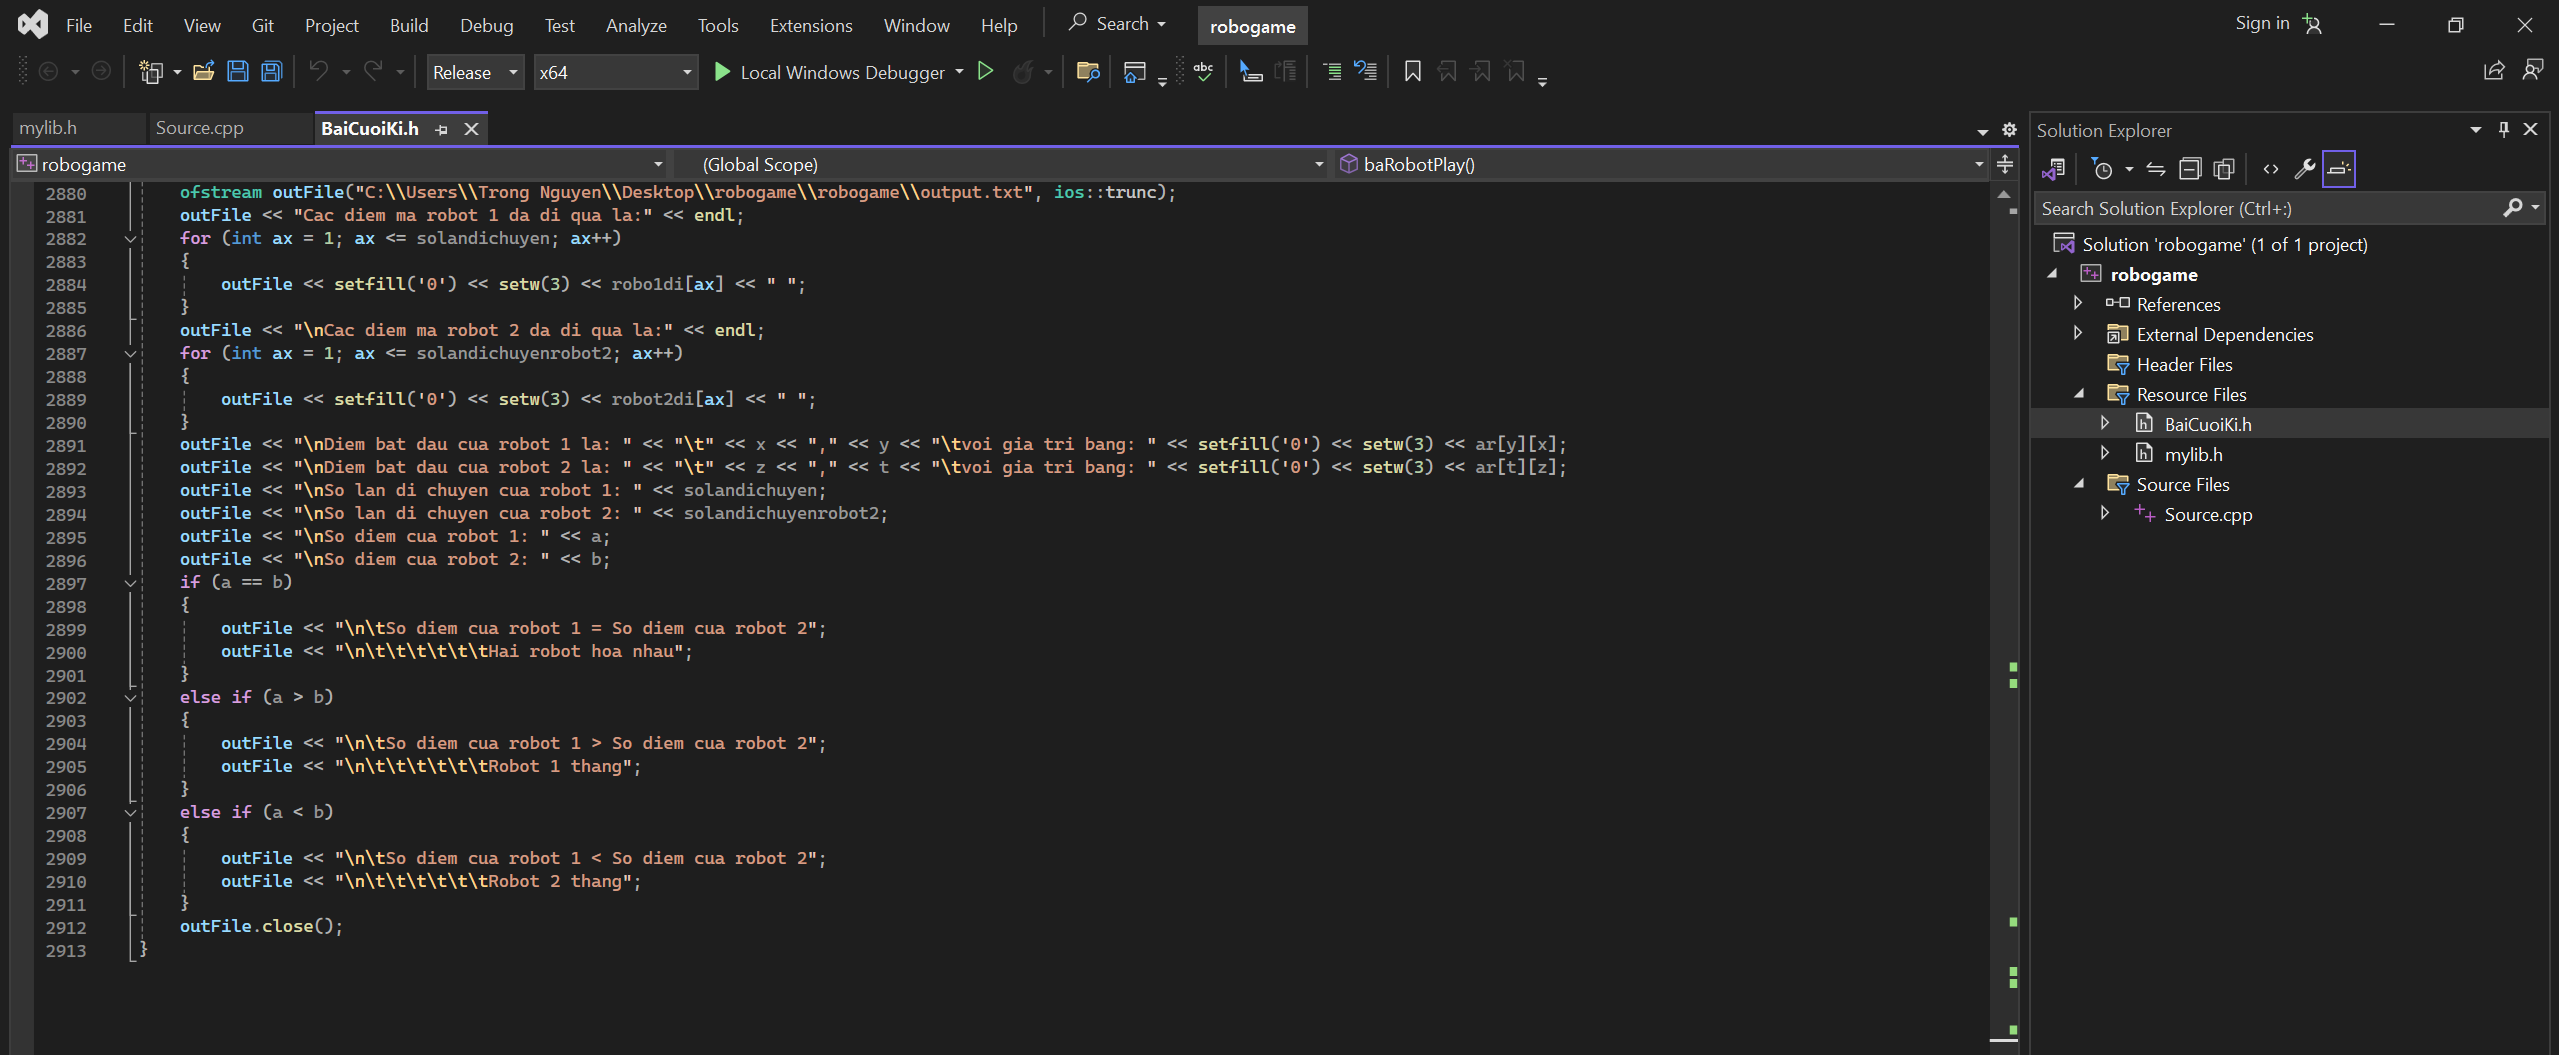 File Edit View Git Project Build Debug Test Analyze Tools Extensions Window Help Search robogame Sign in
Release x64 Local Windows Debugger abc
mylib.h Source.cpp BaiCuoiKi.h
robogame (Global Scope) baRobotPlay()
2880 ofstream outFile("C:\\Users\\Trong Nguyen\\Desktop\\robogame\\robogame\\output.txt", ios::trunc);
2881 outFile << "Cac diem ma robot 1 da di qua la:" << endl;
2882 for (int ax = 1; ax <= solandichuyen; ax++)
2883 {
2884 outFile << setfill('0') << setw(3) << robo1di[ax] << " ";
2885 }
2886 outFile << "\nCac diem ma robot 2 da di qua la:" << endl;
2887 for (int ax = 1; ax <= solandichuyenrobot2; ax++)
2888 {
2889 outFile << setfill('0') << setw(3) << robot2di[ax] << " ";
2890 }
2891 outFile << "\nDiem bat dau cua robot 1 la: " << "\t" << x << "," << y << "\tvoi gia tri bang: " << setfill('0') << setw(3) << ar[y][x];
2892 outFile << "\nDiem bat dau cua robot 2 la: " << "\t" << z << "," << t << "\tvoi gia tri bang: " << setfill('0') << setw(3) << ar[t][z];
2893 outFile << "\nSo lan di chuyen cua robot 1: " << solandichuyen;
2894 outFile << "\nSo lan di chuyen cua robot 2: " << solandichuyenrobot2;
2895 outFile << "\nSo diem cua robot 1: " << a;
2896 outFile << "\nSo diem cua robot 2: " << b;
2897 if (a == b)
2898 {
2899 outFile << "\n\tSo diem cua robot 1 = So diem cua robot 2";
2900 outFile << "\n\t\t\t\t\t\tHai robot hoa nhau";
2901 }
2902 else if (a > b)
2903 {
2904 outFile << "\n\tSo diem cua robot 1 > So diem cua robot 2";
2905 outFile << "\n\t\t\t\t\t\tRobot 1 thang";
2906 }
2907 else if (a < b)
2908 {
2909 outFile << "\n\tSo diem cua robot 1 < So diem cua robot 2";
2910 outFile << "\n\t\t\t\t\t\tRobot 2 thang";
2911 }
2912 outFile.close();
2913 }
Solution Explorer
Search Solution Explorer (Ctrl+:)
Solution 'robogame' (1 of 1 project)
robogame
References
External Dependencies
Header Files
Resource Files
BaiCuoiKi.h
mylib.h
Source Files
Source.cpp